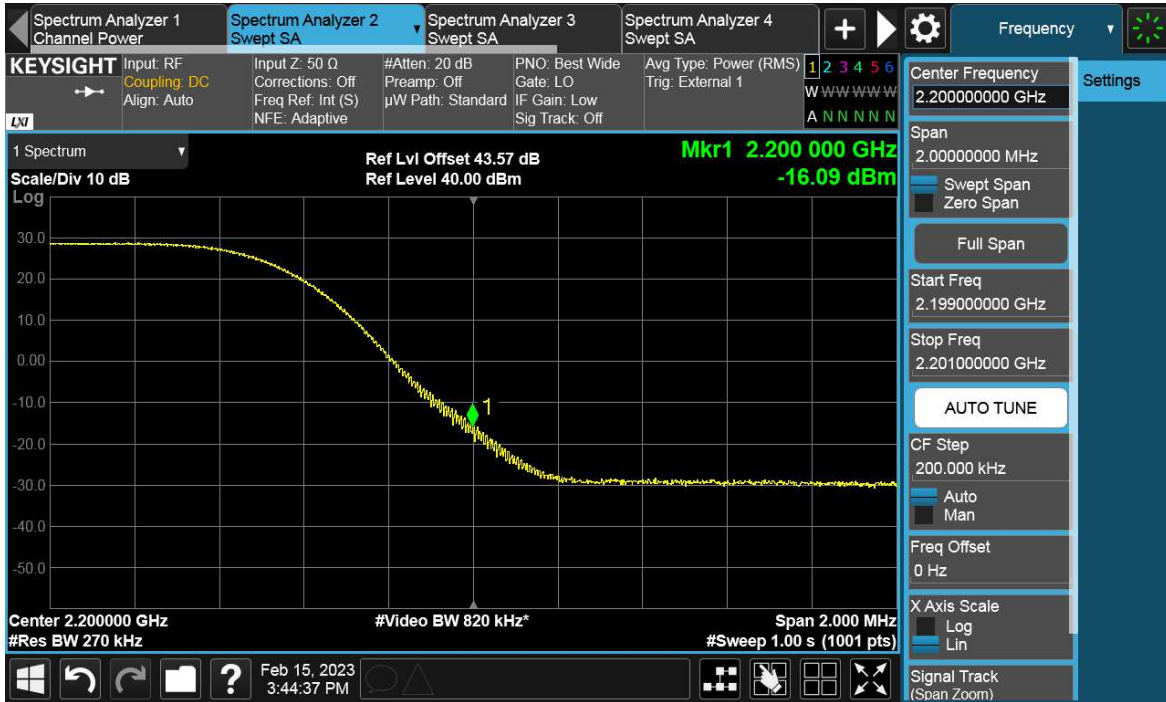 Spectrum Analyzer 1
Channel Power
Spectrum Analyzer 2
Swept SA
Spectrum Analyzer 3
Swept SA
Spectrum Analyzer 4
Swept SA
+
Frequency
KEYSIGHT
LXI
Input: RF
Coupling: DC
Align: Auto
Input Z: 50 Ω
Corrections: Off
Freq Ref: Int (S)
NFE: Adaptive
#Atten: 20 dB
Preamp: Off
µW Path: Standard
PNO: Best Wide
Gate: LO
IF Gain: Low
Sig Track: Off
Avg Type: Power (RMS)
Trig: External 1
1 2 3 4 5 6
W W W W W W
A N N N N N
1 Spectrum
Scale/Div 10 dB
Ref Lvl Offset 43.57 dB
Ref Level 40.00 dBm
Mkr1 2.200 000 GHz
-16.09 dBm
Log
30.0
20.0
10.0
0.00
-10.0
-20.0
-30.0
-40.0
-50.0
1
Center 2.200000 GHz
#Res BW 270 kHz
#Video BW 820 kHz*
Span 2.000 MHz
#Sweep 1.00 s (1001 pts)
?
Feb 15, 2023
3:44:37 PM
Center Frequency
2.200000000 GHz
Span
2.00000000 MHz
Swept Span
Zero Span
Full Span
Start Freq
2.199000000 GHz
Stop Freq
2.201000000 GHz
AUTO TUNE
CF Step
200.000 kHz
Auto
Man
Freq Offset
0 Hz
X Axis Scale
Log
Lin
Signal Track
(Span Zoom)
Settings